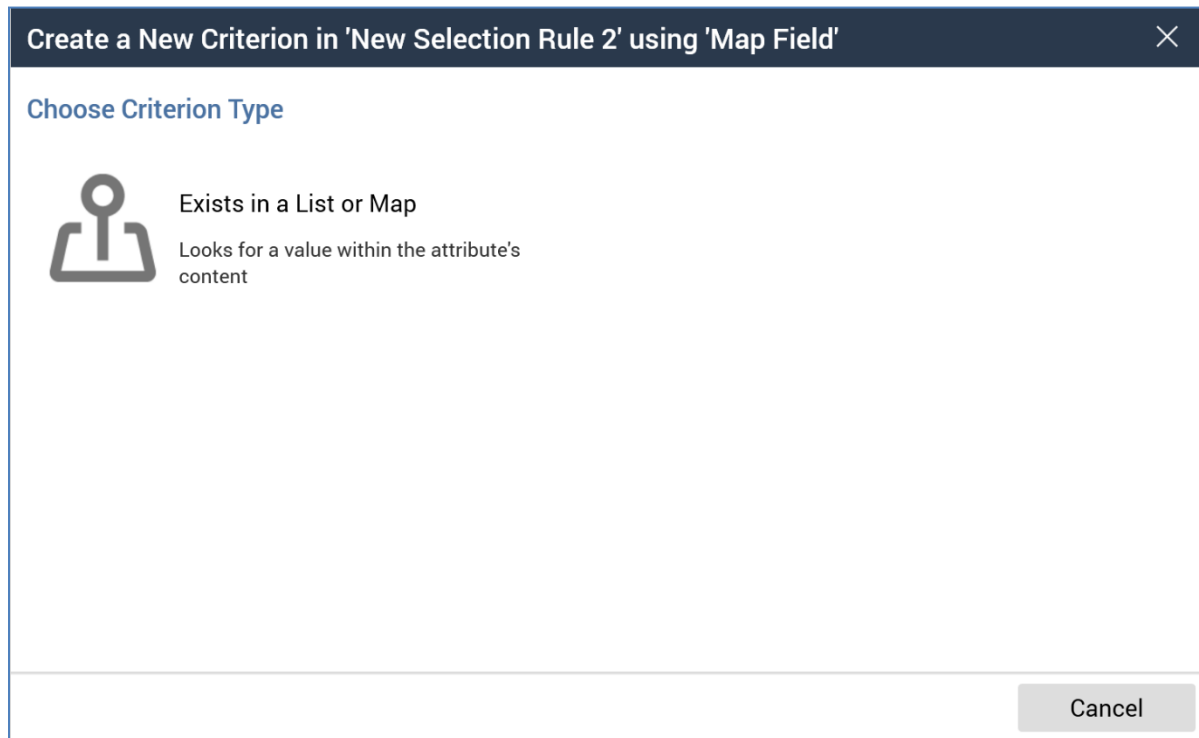 Create a New Criterion in 'New Selection Rule 2' using 'Map Field'
Choose Criterion Type
Exists in a List or Map
Looks for a value within the attribute's
content
Cancel